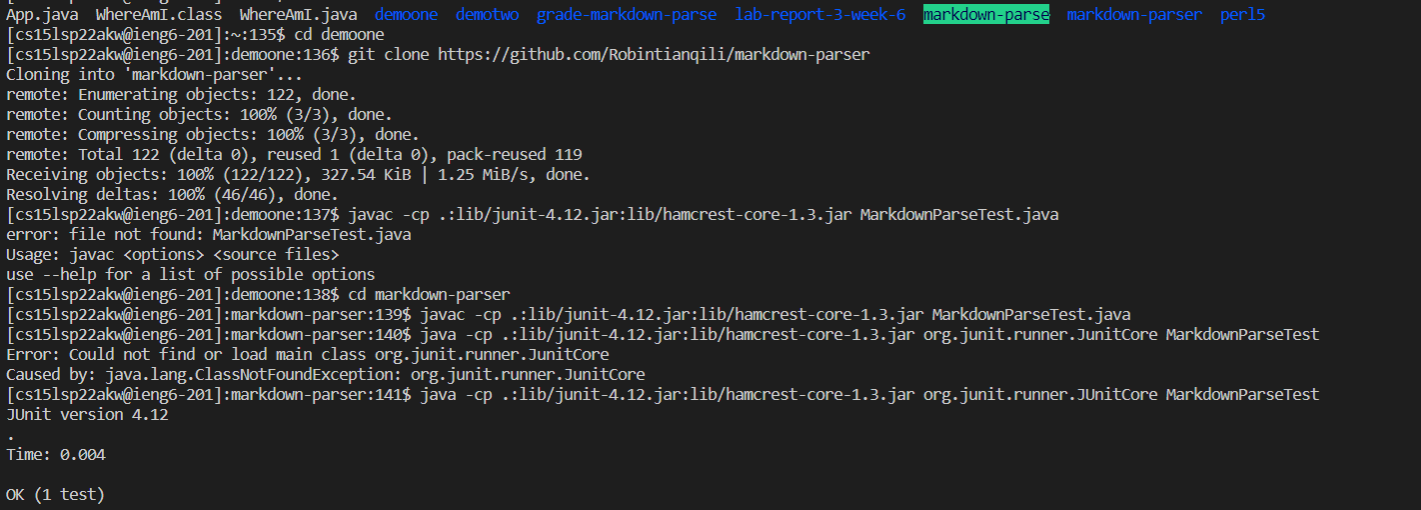 App.java  WhereAmI.class  WhereAmI.java  demoone  demotwo  grade-markdown-parse  lab-report-3-week-6  markdown-parse  markdown-parser  perl5
[cs15lsp22akw@ieng6-201]:~:135$ cd demoone
[cs15lsp22akw@ieng6-201]:demoone:136$ git clone https://github.com/Robintianqili/markdown-parser
Cloning into 'markdown-parser'...
remote: Enumerating objects: 122, done.
remote: Counting objects: 100% (3/3), done.
remote: Compressing objects: 100% (3/3), done.
remote: Total 122 (delta 0), reused 1 (delta 0), pack-reused 119
Receiving objects: 100% (122/122), 327.54 KiB | 1.25 MiB/s, done.
Resolving deltas: 100% (46/46), done.
[cs15lsp22akw@ieng6-201]:demoone:137$ javac -cp .:lib/junit-4.12.jar:lib/hamcrest-core-1.3.jar MarkdownParseTest.java
error: file not found: MarkdownParseTest.java
Usage: javac <options> <source files>
use --help for a list of possible options
[cs15lsp22akw@ieng6-201]:demoone:138$ cd markdown-parser
[cs15lsp22akw@ieng6-201]:markdown-parser:139$ javac -cp .:lib/junit-4.12.jar:lib/hamcrest-core-1.3.jar MarkdownParseTest.java
[cs15lsp22akw@ieng6-201]:markdown-parser:140$ java -cp .:lib/junit-4.12.jar:lib/hamcrest-core-1.3.jar org.junit.runner.JunitCore MarkdownParseTest
Error: Could not find or load main class org.junit.runner.JunitCore
Caused by: java.lang.ClassNotFoundException: org.junit.runner.JunitCore
[cs15lsp22akw@ieng6-201]:markdown-parser:141$ java -cp .:lib/junit-4.12.jar:lib/hamcrest-core-1.3.jar org.junit.runner.JUnitCore MarkdownParseTest
JUnit version 4.12
.
Time: 0.004
OK (1 test)